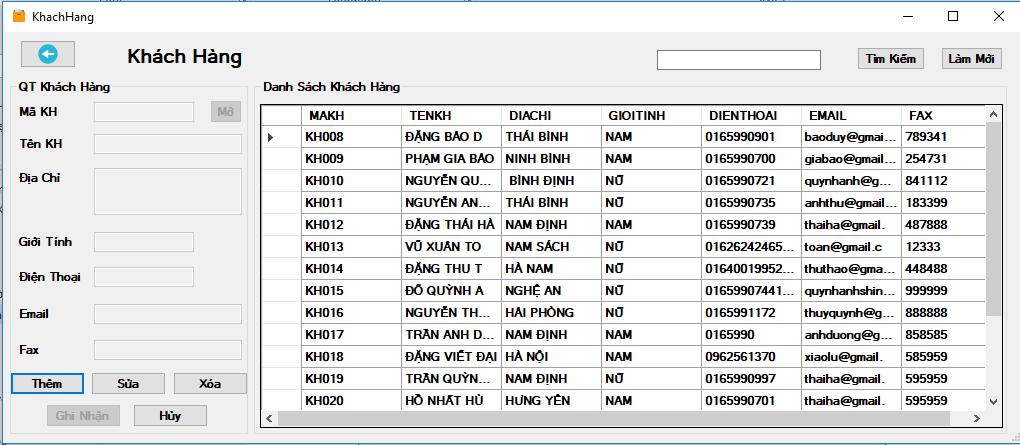 KhachHang
Khách Hàng
Tìm Kiếm
Làm Mới
QT Khách Hàng
Mã KH
Mở
Tên KH
Địa Chỉ
Giới Tính
Điện Thoại
Email
Fax
Thêm
Sửa
Xóa
Ghi Nhận
Hủy
Danh Sách Khách Hàng
MAKH TENKH DIACHI GIOITINH DIENTHOAI EMAIL FAX
KH008 ĐẶNG BẢO D THÁI BÌNH NAM 0165990901 baoduy@gmai... 789341
KH009 PHẠM GIA BẢO NINH BÌNH NAM 0165990700 giabao@gmail... 254731
KH010 NGUYỄN QU... BÌNH ĐỊNH NỮ 0165990721 quynhanh@g... 841112
KH011 NGUYỄN AN... THÁI BÌNH NỮ 0165990735 anhthu@gmail... 183399
KH012 ĐẶNG THÁI HÀ NAM ĐỊNH NAM 0165990739 thaiha@gmail. 487888
KH013 VŨ XUÂN TO NAM SÁCH NỮ 01626242465... toan@gmail.c 12333
KH014 ĐẶNG THU T HÀ NAM NỮ 01640019952... thuthao@gma... 448488
KH015 ĐỖ QUỲNH A NGHỆ AN NỮ 01659907441... quynhanhshin... 999999
KH016 NGUYỄN TH... HẢI PHÒNG NỮ 0165991172 thuyquynh@g... 888888
KH017 TRẦN ANH D... NAM ĐỊNH NAM 0165990 anhduong@g... 858585
KH018 ĐẶNG VIẾT ĐẠI HÀ NỘI NAM 0962561370 xiaolu@gmail. 585959
KH019 TRẦN QUỲN... NAM ĐỊNH NỮ 0165990997 thaiha@gmail. 595959
KH020 HỒ NHẤT HÙ HƯNG YÊN NAM 0165990701 thaiha@gmail. 595959